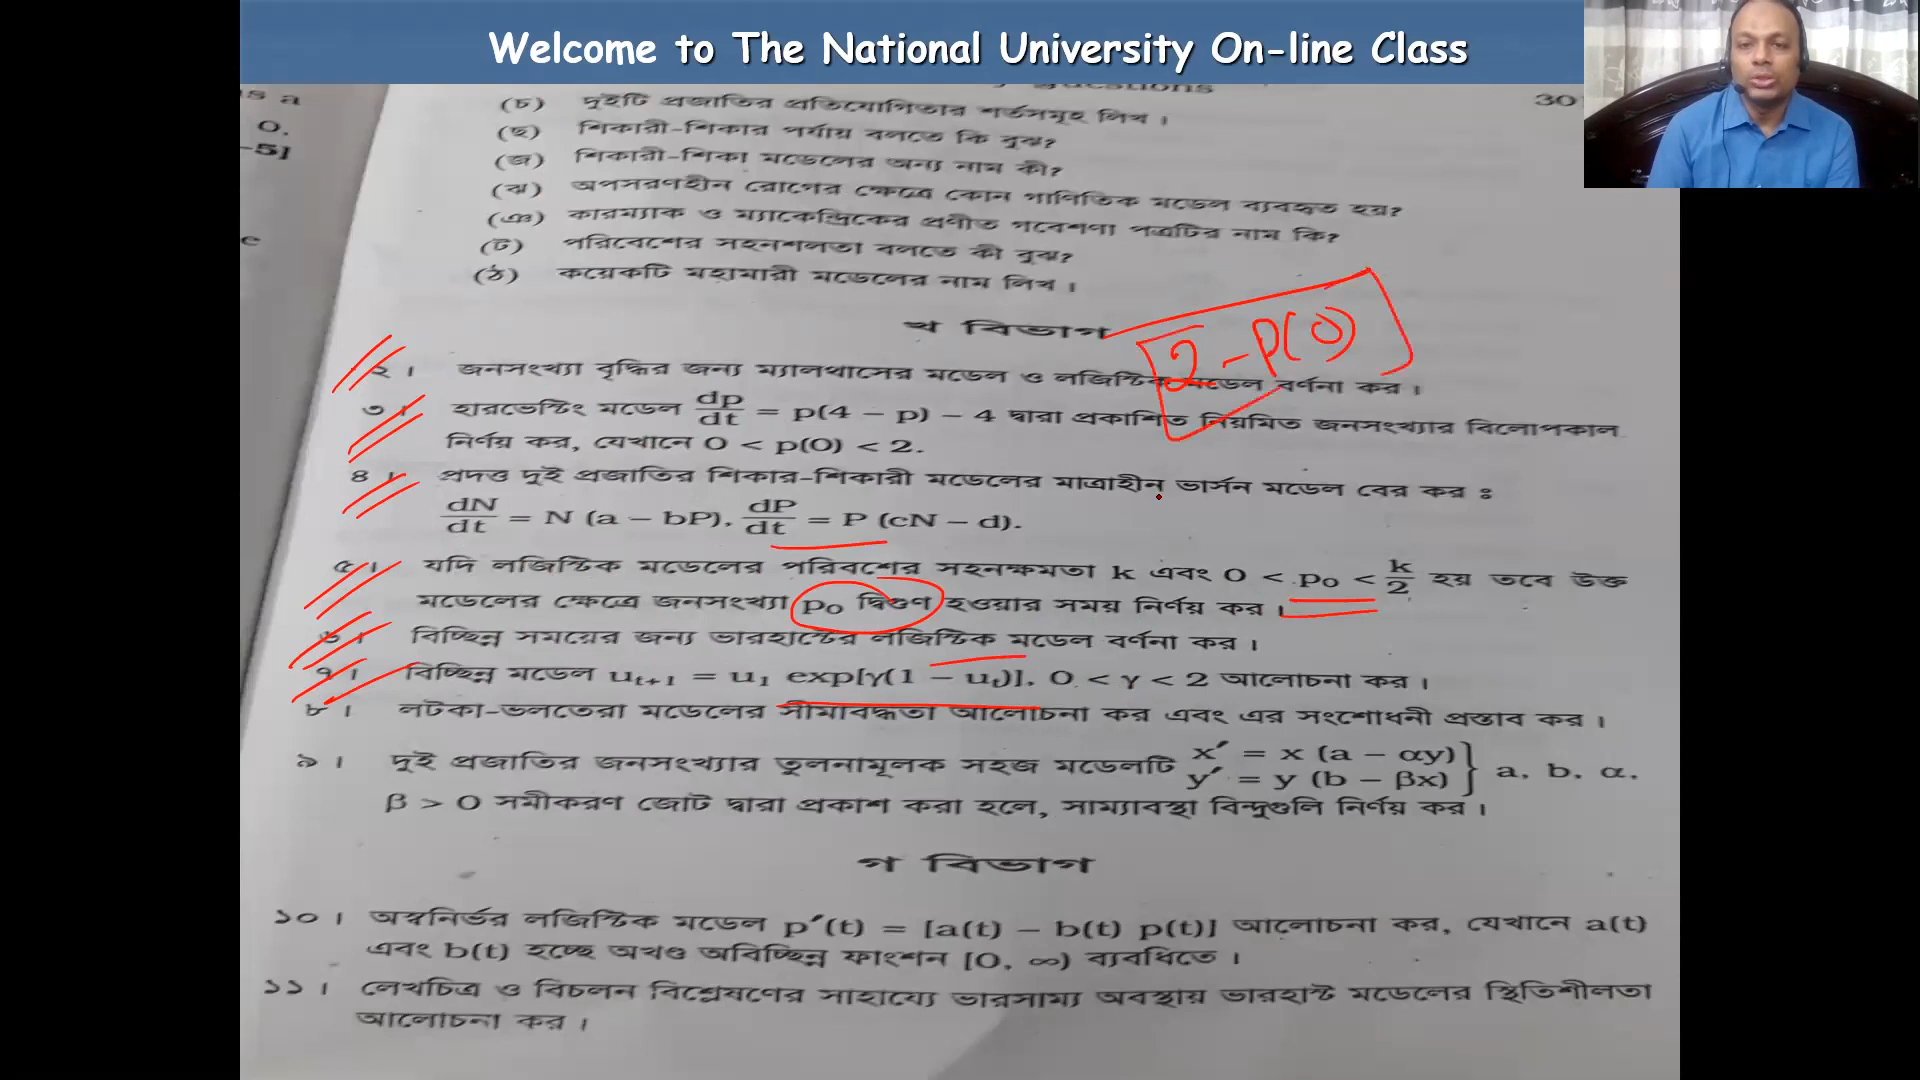 Welcome to The National University On-line Class
30
s a
0.
-5]
(চ) দুইটি প্রজাতির প্রতিযোগিতার শর্তসমূহ লিখ।
(ছ) শিকারী-শিকার পর্যায় বলতে কি বুঝ?
(জ) শিকারী-শিকা মডেলের অন্য নাম কী?
(ঝ) অপসরণহীন রোগের ক্ষেত্রে কোন গাণিতিক মডেল ব্যবহৃত হয়?
(ঞ) কারম্যাক ও ম্যাকেন্দ্রিকের প্রণীত গবেশণা পত্রটির নাম কি?
(ট) পরিবেশের সহনশলতা বলতে কী বুঝ?
(ঠ) কয়েকটি মহামারী মডেলের নাম লিখ।
খ বিভাগ
2-p(0)
২। জনসংখ্যা বৃদ্ধির জন্য ম্যালথাসের মডেল ও লজিস্টিক মডেল বর্ণনা কর।
৩। হারভেস্টিং মডেল dp/dt = p(4 − p) − 4 দ্বারা প্রকাশিত নিয়মিত জনসংখ্যার বিলোপকাল
নির্ণয় কর, যেখানে 0 < p(0) < 2.
৪। প্রদত্ত দুই প্রজাতির শিকার-শিকারী মডেলের মাত্রাহীন ভার্সন মডেল বের কর ঃ
dN/dt = N (a − bP), dP/dt = P (cN − d).
৫। যদি লজিস্টিক মডেলের পরিবশের সহনক্ষমতা k এবং 0 < p₀ < k/2 হয় তবে উক্ত
মডেলের ক্ষেত্রে জনসংখ্যা p₀ দ্বিগুণ হওয়ার সময় নির্ণয় কর।
৬। বিচ্ছিন্ন সময়ের জন্য ভারহাস্টের লজিস্টিক মডেল বর্ণনা কর।
৭। বিচ্ছিন্ন মডেল uₜ₊₁ = u₁ exp[γ(1 − uₜ)], 0 < γ < 2 আলোচনা কর।
৮। লটকা-ভলতেরা মডেলের সীমাবদ্ধতা আলোচনা কর এবং এর সংশোধনী প্রস্তাব কর।
৯। দুই প্রজাতির জনসংখ্যার তুলনামূলক সহজ মডেলটি x′ = x (a − αy) y′ = y (b − βx) } a, b, α,
β > 0 সমীকরণ জোট দ্বারা প্রকাশ করা হলে, সাম্যাবস্থা বিন্দুগুলি নির্ণয় কর।
গ বিভাগ
১০। অস্বনির্ভর লজিস্টিক মডেল p′(t) = [a(t) − b(t) p(t)] আলোচনা কর, যেখানে a(t)
এবং b(t) হচ্ছে অখণ্ড অবিচ্ছিন্ন ফাংশন [0, ∞) ব্যবধিতে।
১১। লেখচিত্র ও বিচলন বিশ্লেষণের সাহায্যে ভারসাম্য অবস্থায় ভারহাস্ট মডেলের স্থিতিশীলতা
আলোচনা কর।